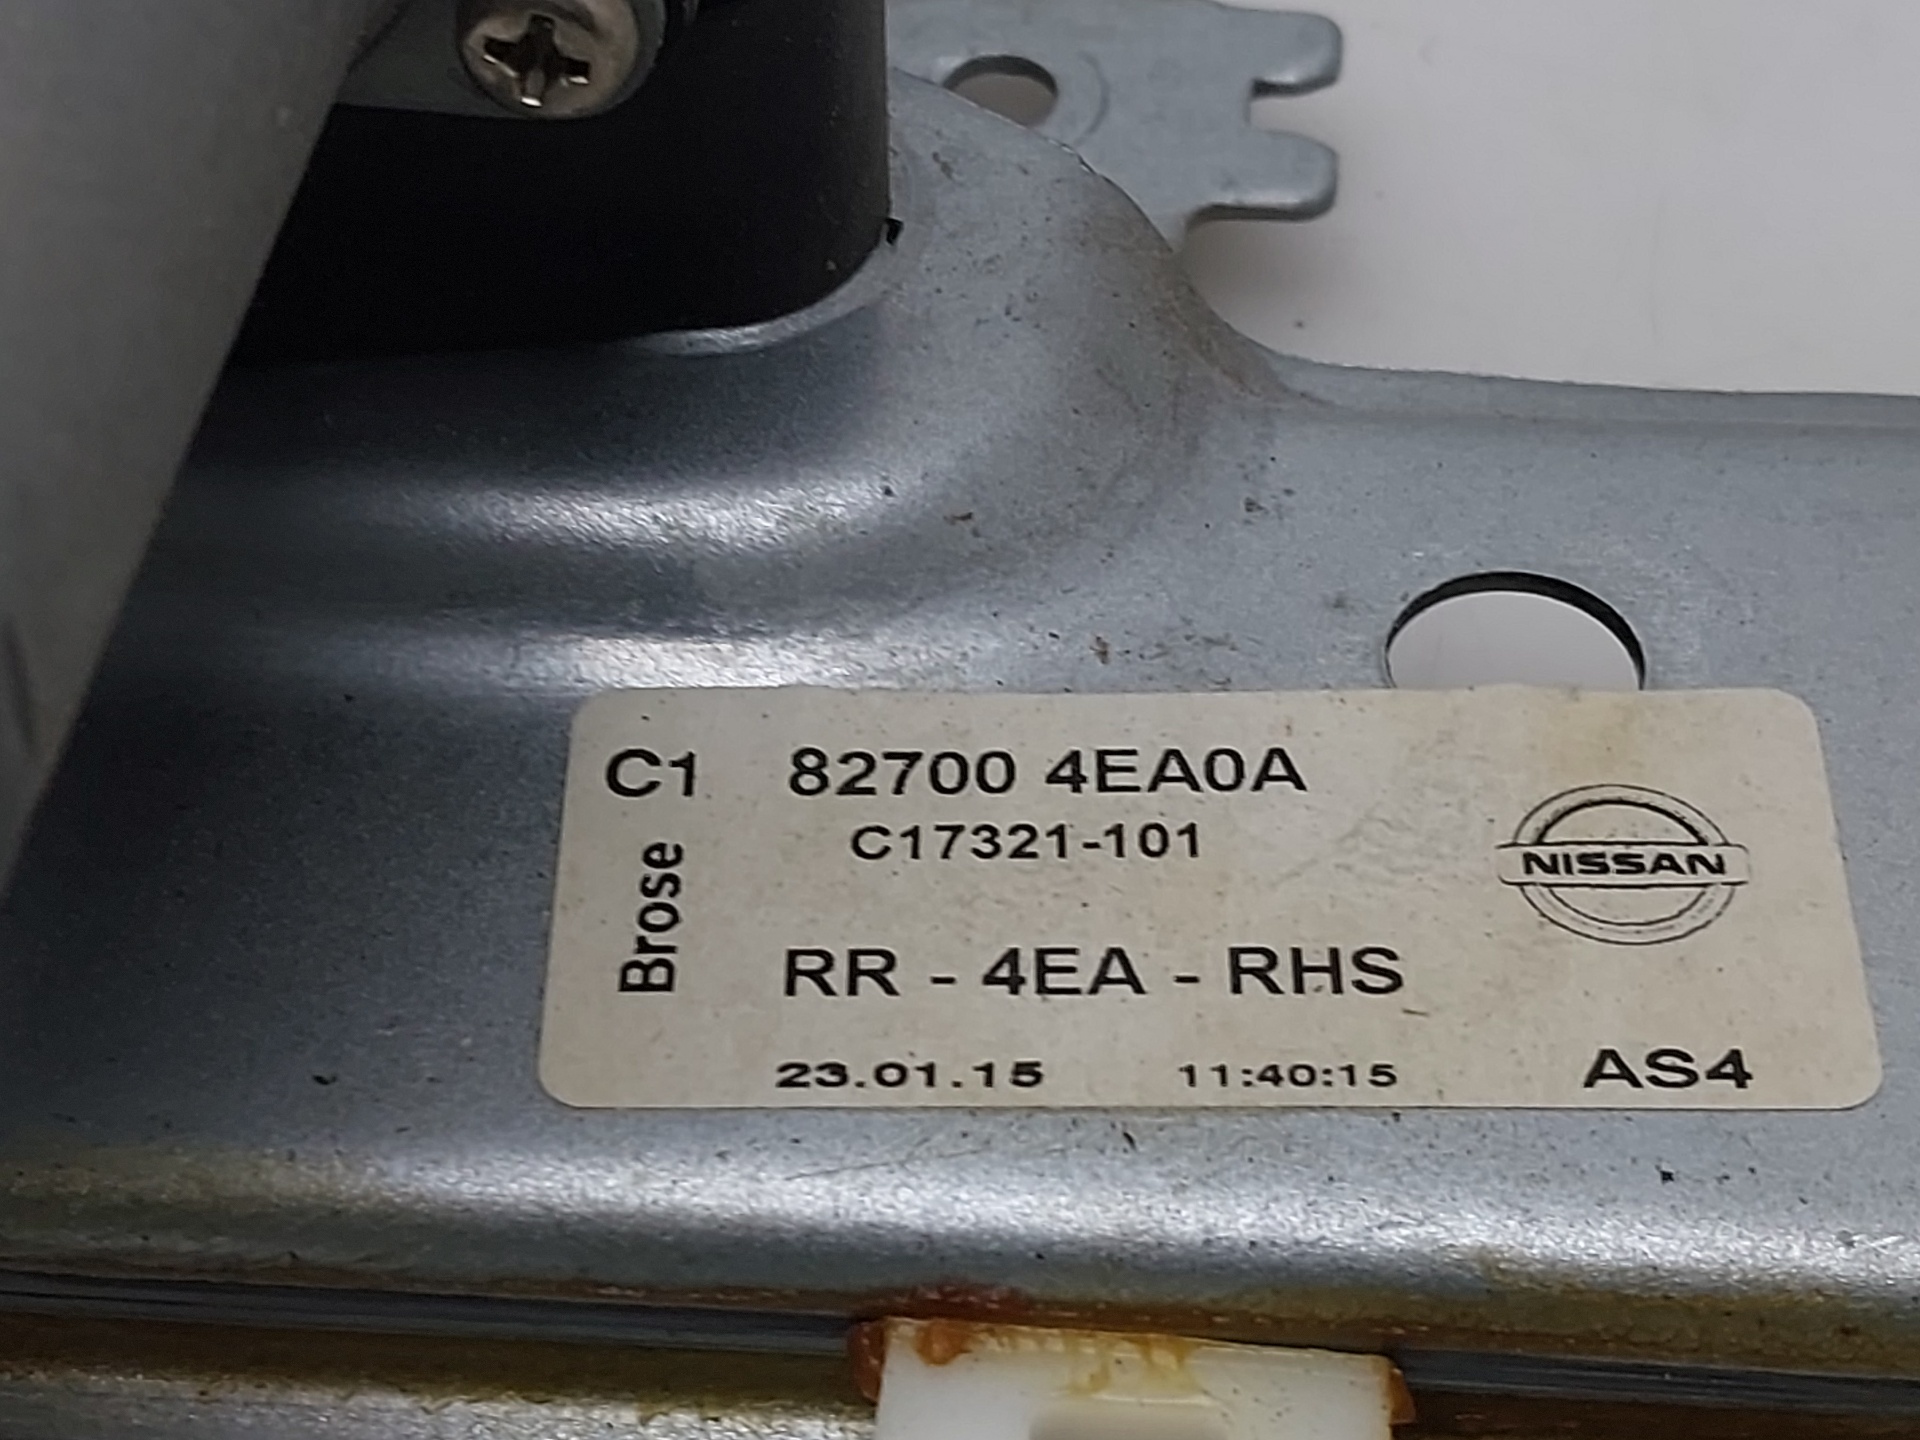 C1 82700 4EA0A
C17321-101
Brose
NISSAN
RR - 4EA - RHS
23.01.15 11:40:15 AS4